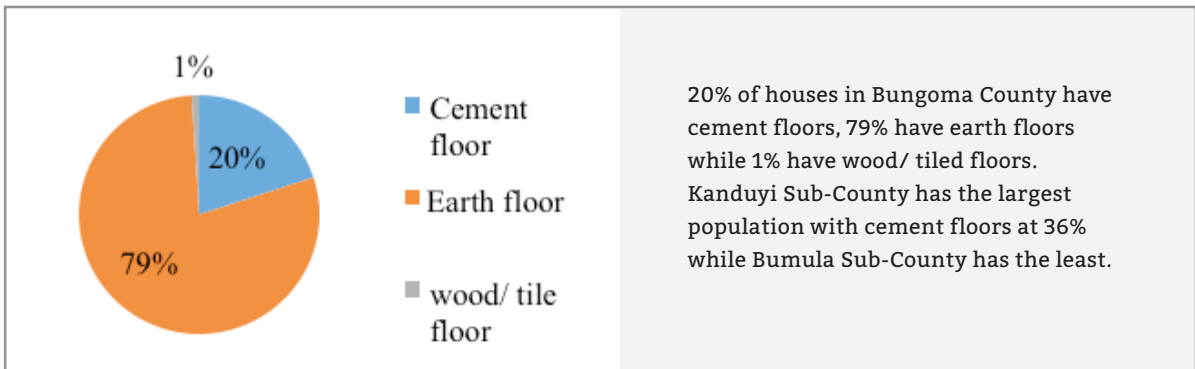 1%
20%
79%
Cement
floor
Earth floor
wood/ tile
floor
20% of houses in Bungoma County have
cement floors, 79% have earth floors
while 1% have wood/ tiled floors.
Kanduyi Sub-County has the largest
population with cement floors at 36%
while Bumula Sub-County has the least.